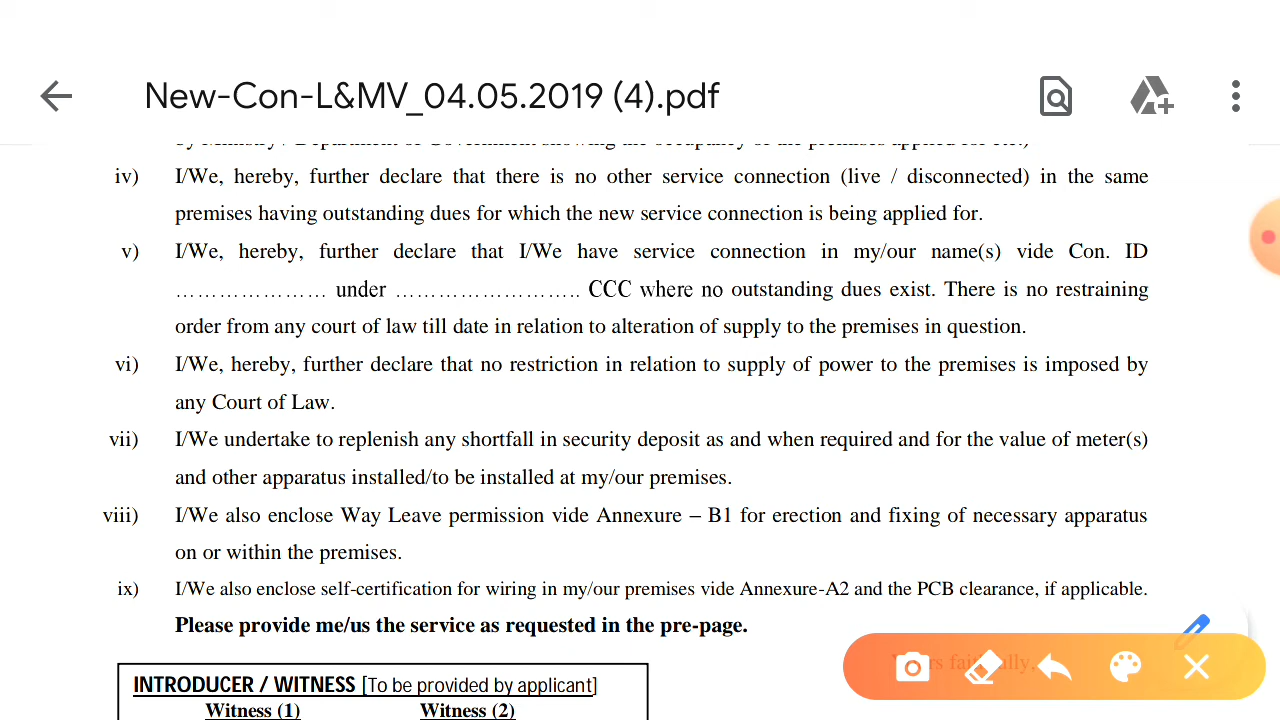 New-Con-L&MV_04.05.2019 (4).pdf
iv) I/We, hereby, further declare that there is no other service connection (live / disconnected) in the same
premises having outstanding dues for which the new service connection is being applied for.
v) I/We, hereby, further declare that I/We have service connection in my/our name(s) vide Con. ID
………………… under …………………….. CCC where no outstanding dues exist. There is no restraining
order from any court of law till date in relation to alteration of supply to the premises in question.
vi) I/We, hereby, further declare that no restriction in relation to supply of power to the premises is imposed by
any Court of Law.
vii) I/We undertake to replenish any shortfall in security deposit as and when required and for the value of meter(s)
and other apparatus installed/to be installed at my/our premises.
viii) I/We also enclose Way Leave permission vide Annexure – B1 for erection and fixing of necessary apparatus
on or within the premises.
ix) I/We also enclose self-certification for wiring in my/our premises vide Annexure-A2 and the PCB clearance, if applicable.
Please provide me/us the service as requested in the pre-page.
INTRODUCER / WITNESS [To be provided by applicant]
Witness (1) Witness (2)